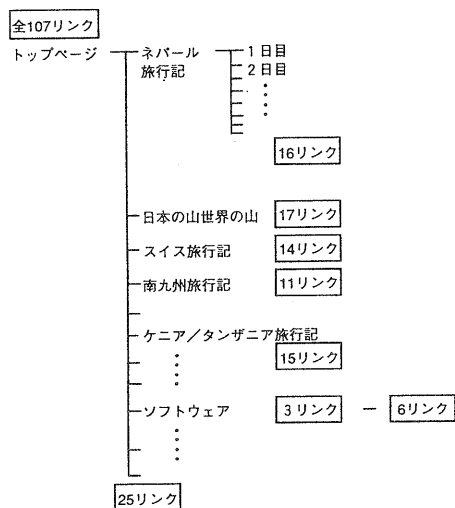 全107リンク
トップページ
ネパール
旅行記
1日目
2日目
16リンク
日本の山世界の山
17リンク
スイス旅行記
14リンク
南九州旅行記
11リンク
ケニア/タンザニア旅行記
15リンク
ソフトウェア
3リンク — 6リンク
25リンク